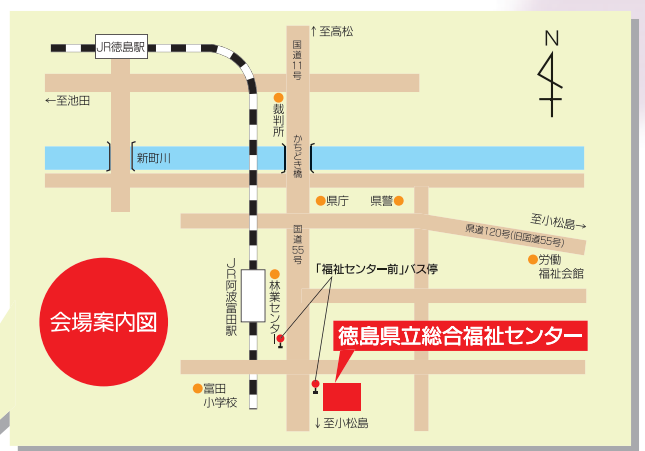 JR徳島駅
↑至高松
N
国道11号
←至池田
裁判所
かちどき橋
新町川
県庁
県警
至小松島→
県道120号(旧国道55号)
国道55号
労働
福祉会館
「福祉センター前」バス停
JR阿波富田駅
林業センター
会場案内図
徳島県立総合福祉センター
富田
小学校
↓至小松島